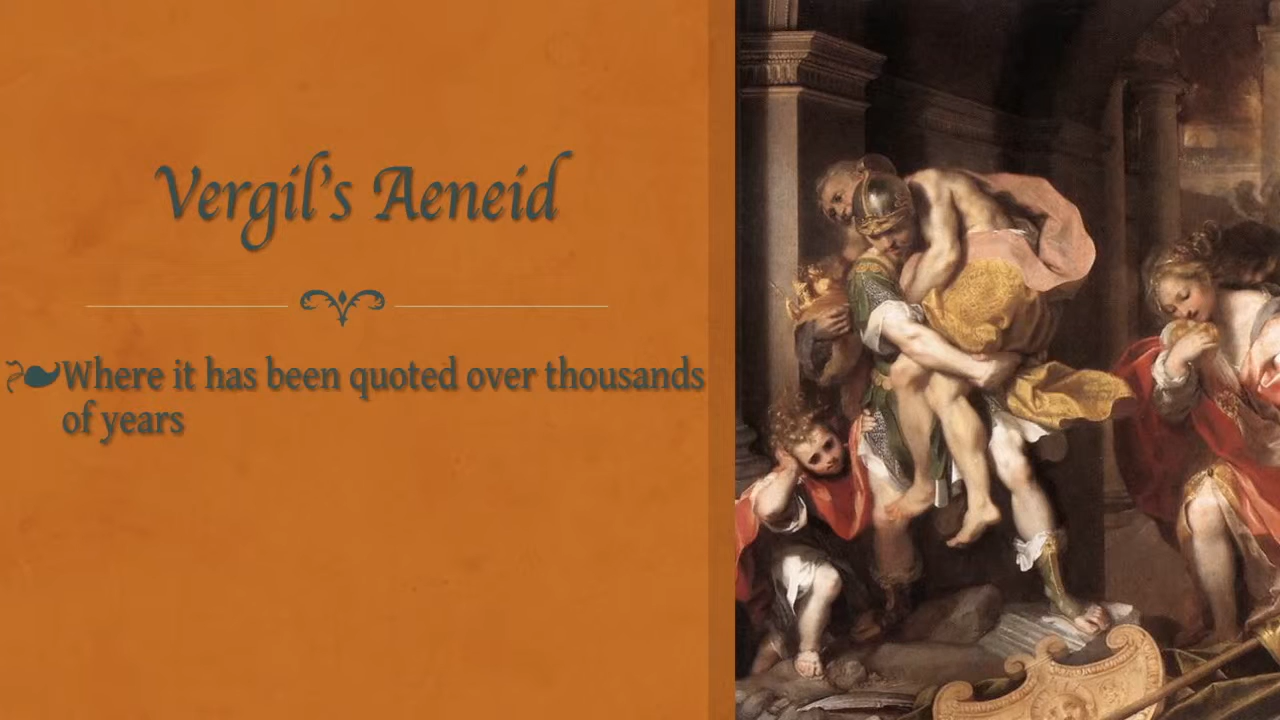 Vergil's Aeneid
Where it has been quoted over thousands
of years